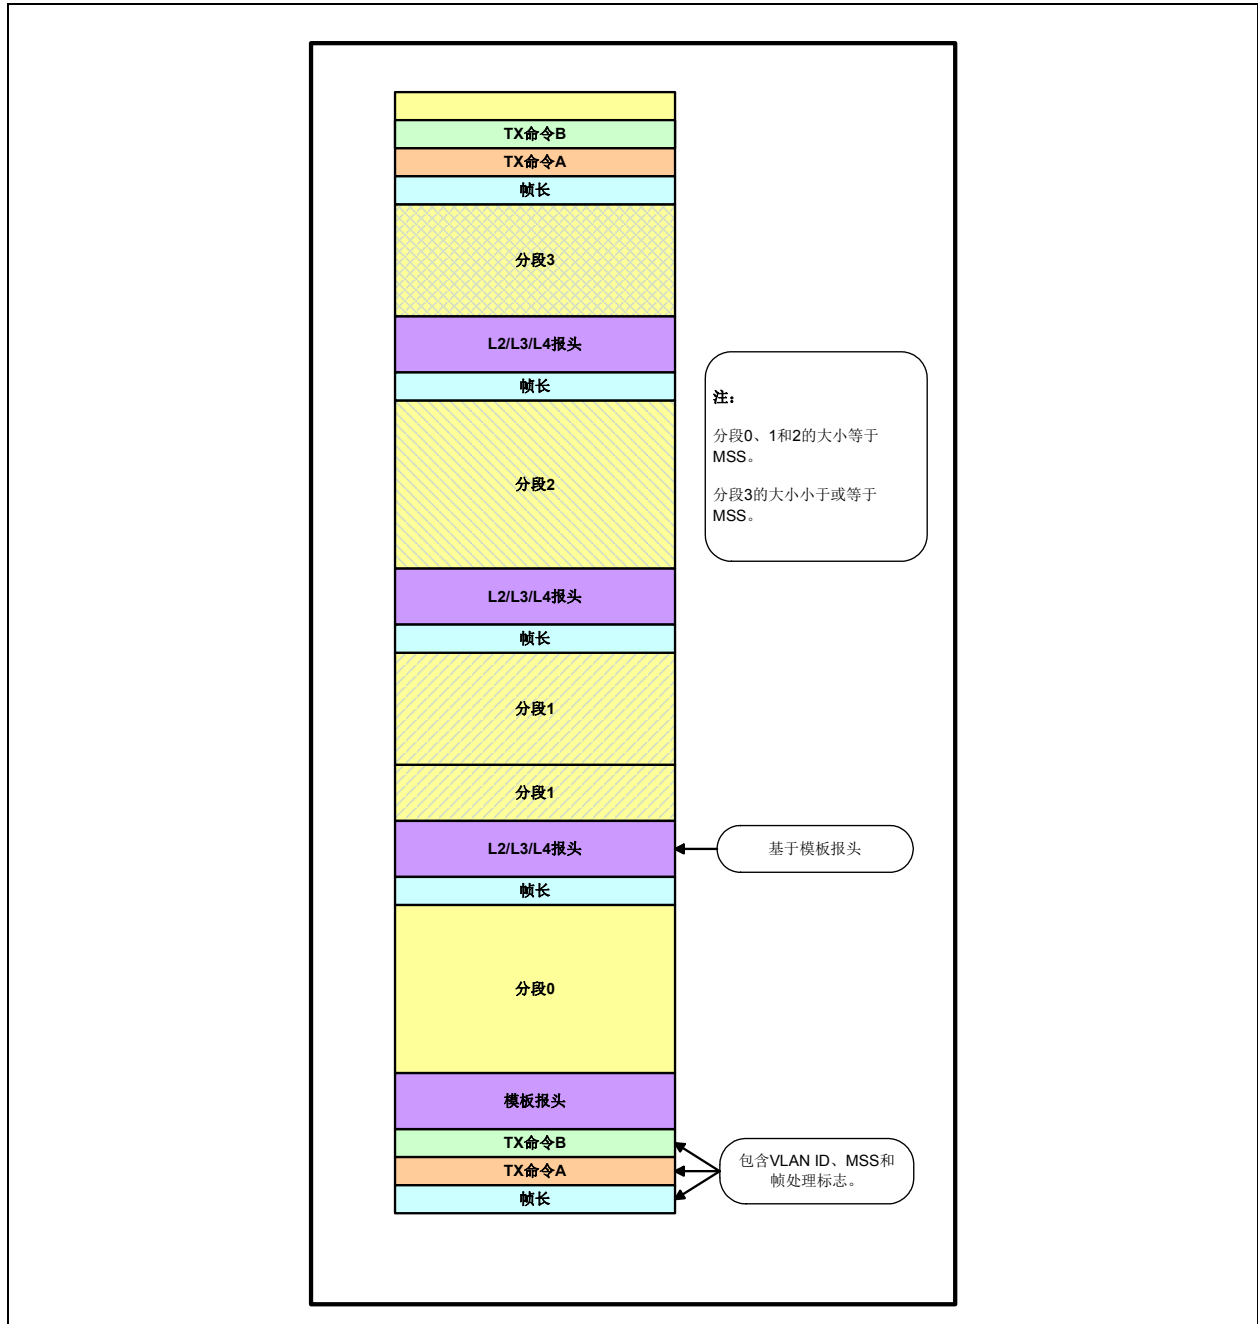 TX命令B
TX命令A
帧长
分段3
L2/L3/L4报头
帧长
注：
分段0、1和2的大小等于
MSS。
分段3的大小小于或等于
MSS。
分段2
L2/L3/L4报头
帧长
分段1
分段1
L2/L3/L4报头
基于模板报头
帧长
分段0
模板报头
TX命令B
TX命令A
帧长
包含VLAN ID、MSS和
帧处理标志。